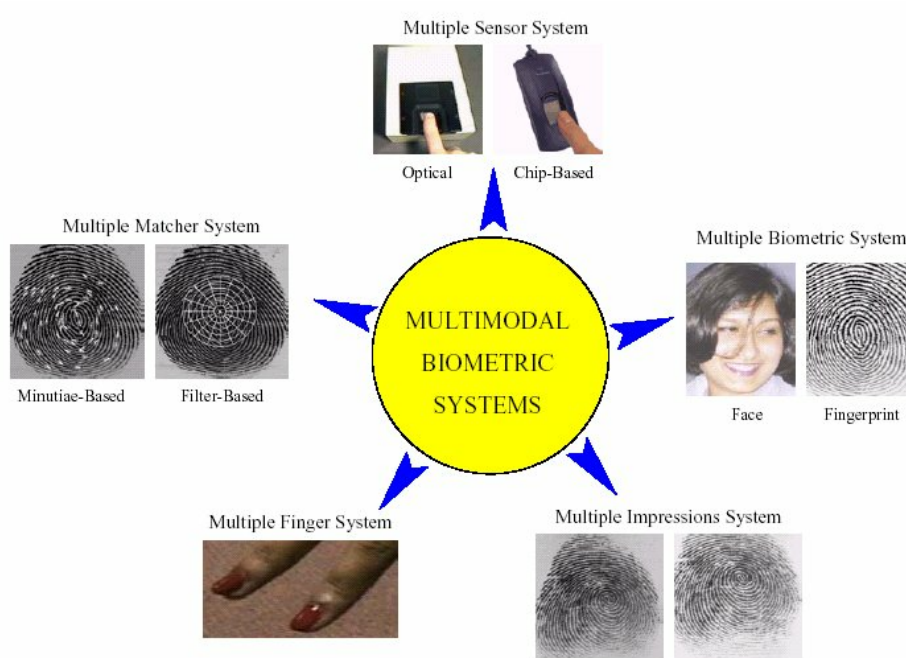 Multiple Sensor System
Optical
Chip-Based
Multiple Matcher System
Minutiae-Based
Filter-Based
Multiple Biometric System
Face
Fingerprint
MULTIMODAL
BIOMETRIC
SYSTEMS
Multiple Finger System
Multiple Impressions System